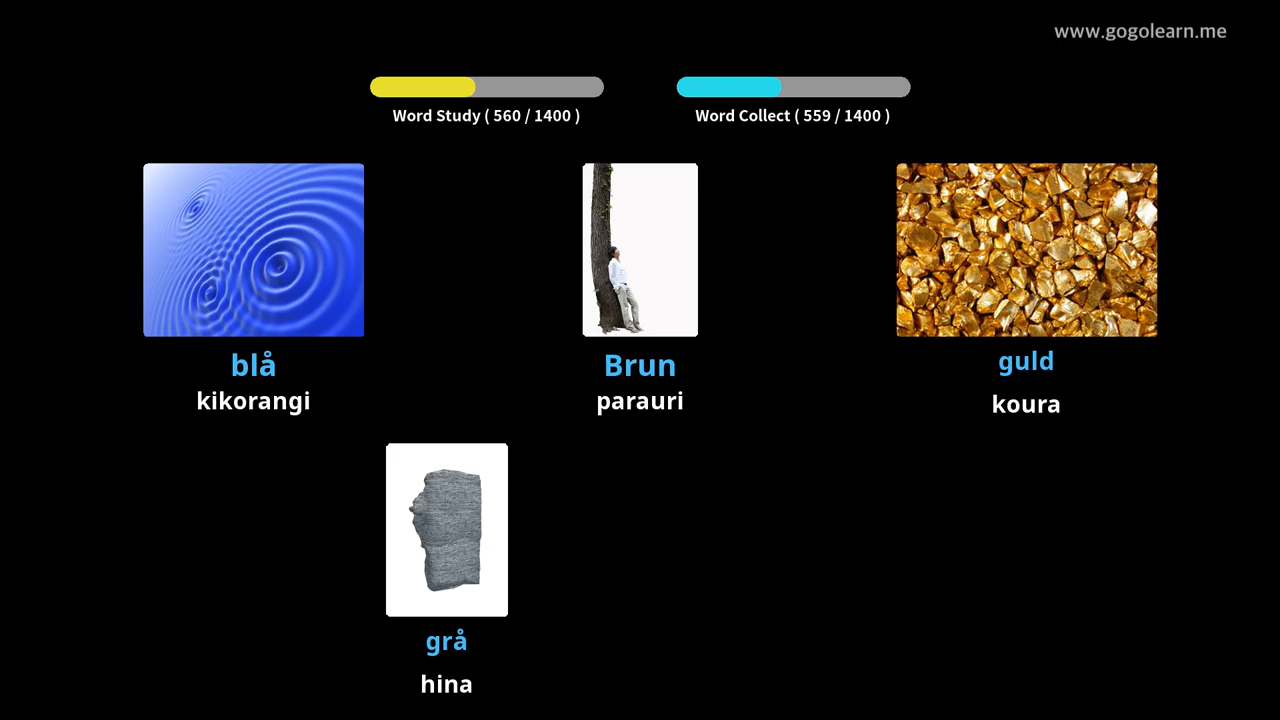 www.gogolearn.me
Word Study ( 560 / 1400 )
Word Collect ( 559 / 1400 )
blå
kikorangi
Brun
parauri
guld
koura
grå
hina